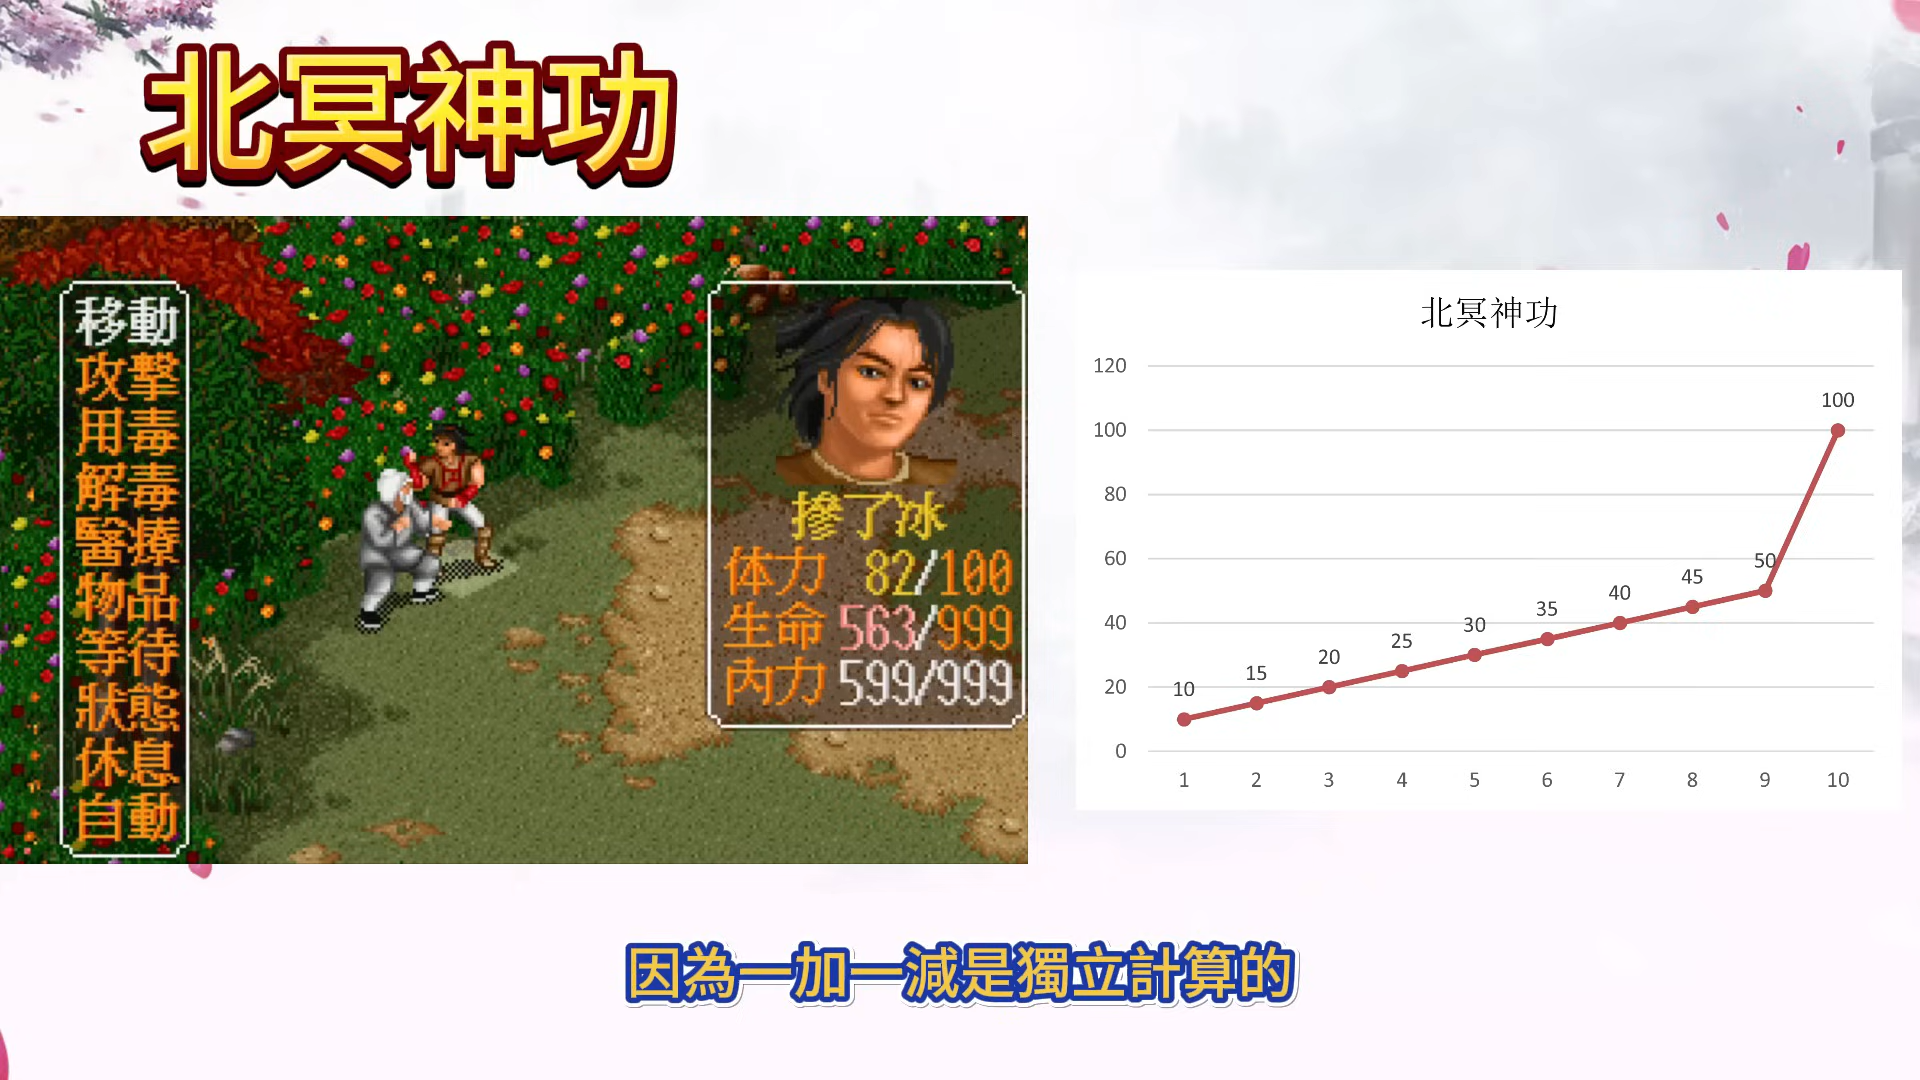 北冥神功
移動
攻擊
用毒
解毒
醫療
物品
等待
狀態
休息
自動
摻了冰
体力 82/100
生命 563/999
內力 599/999
北冥神功
120
100
80
60
40
20
0
10 15 20 25 30 35 40 45 50 100
1 2 3 4 5 6 7 8 9 10
因為一加一減是獨立計算的